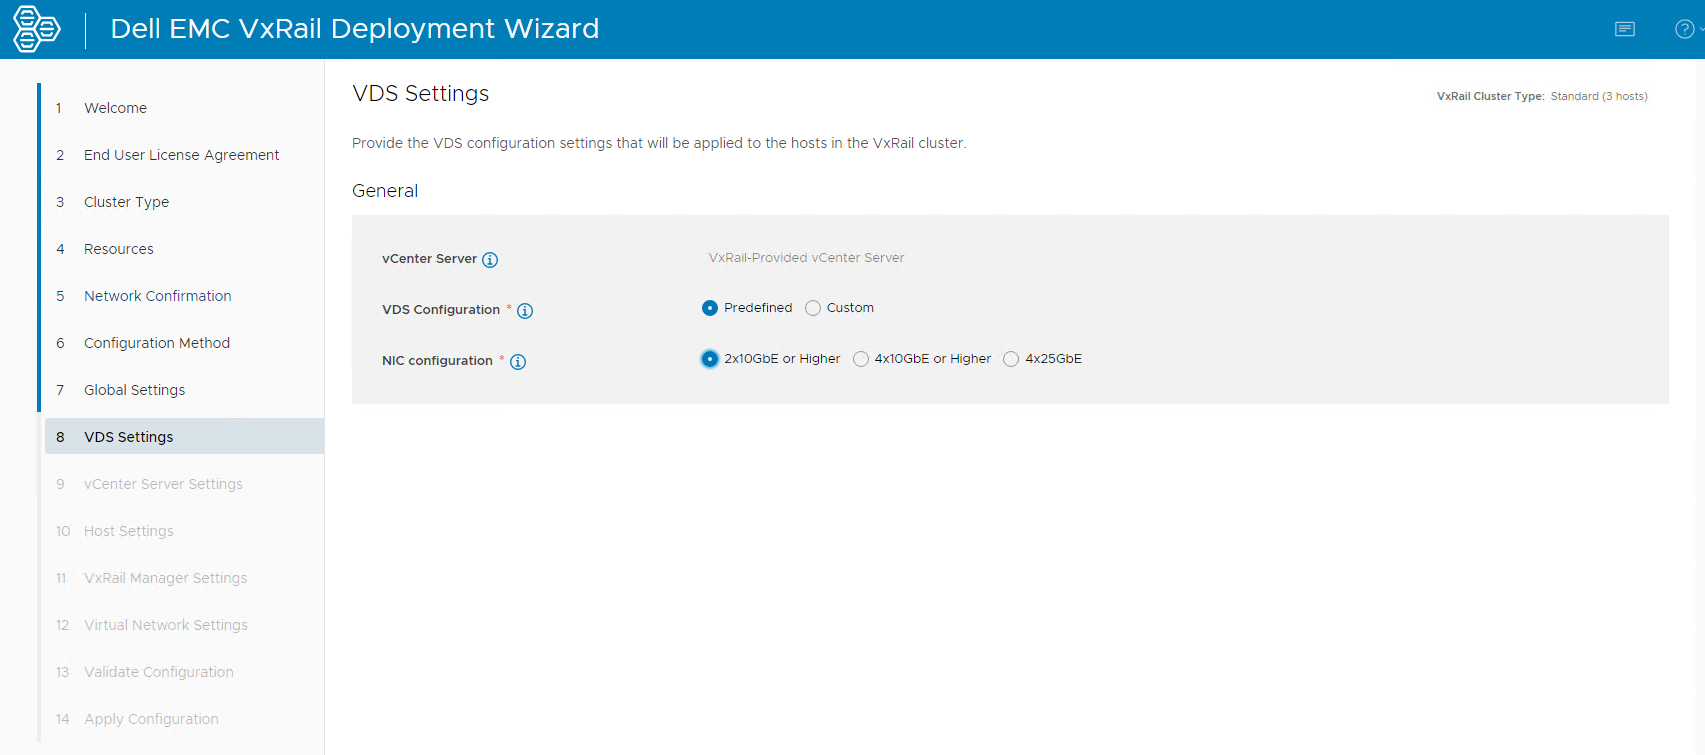 Dell EMC VxRail Deployment Wizard
?
1 Welcome
2 End User License Agreement
3 Cluster Type
4 Resources
5 Network Confirmation
6 Configuration Method
7 Global Settings
8 VDS Settings
9 vCenter Server Settings
10 Host Settings
11 VxRail Manager Settings
12 Virtual Network Settings
13 Validate Configuration
14 Apply Configuration
VDS Settings
VxRail Cluster Type: Standard (3 hosts)
Provide the VDS configuration settings that will be applied to the hosts in the VxRail cluster.
General
vCenter Server i VxRail-Provided vCenter Server
VDS Configuration * i Predefined Custom
NIC configuration * i 2x10GbE or Higher 4x10GbE or Higher 4x25GbE